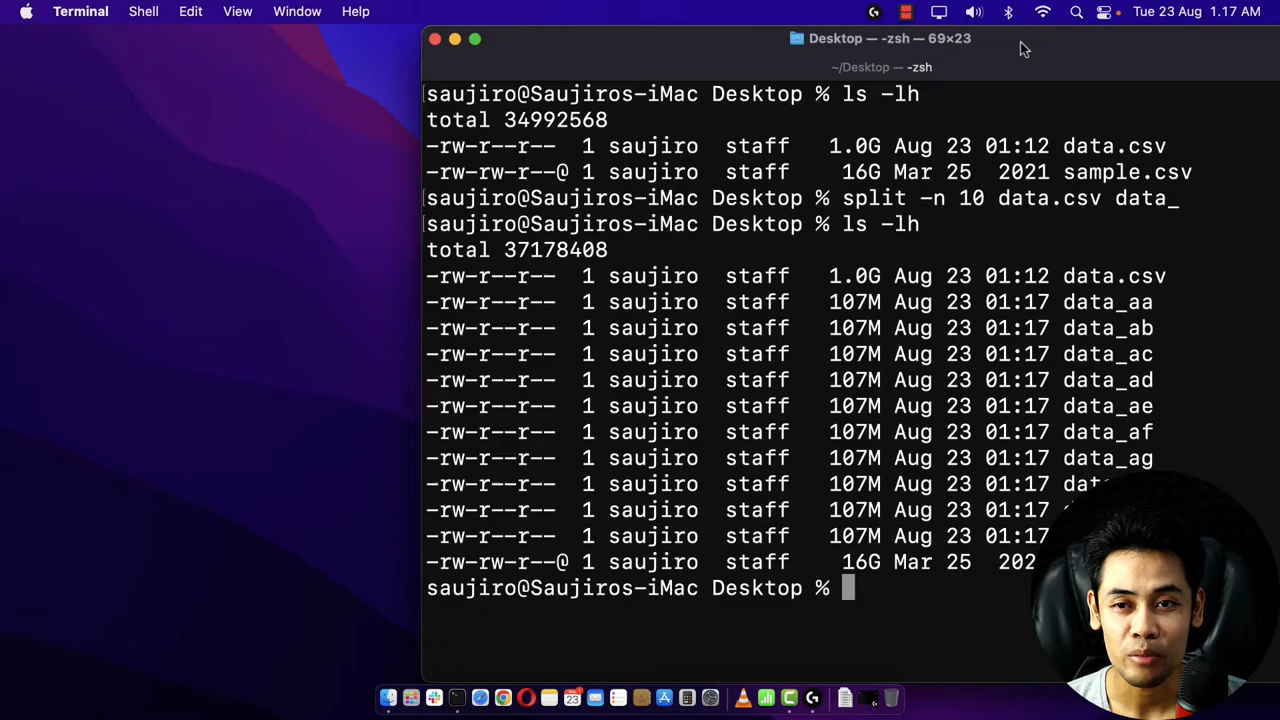 Terminal Shell Edit View Window Help Tue 23 Aug 1.17 AM
Desktop — -zsh — 69×23
~/Desktop — -zsh
saujiro@Saujiros-iMac Desktop % ls -lh
total 34992568
-rw-r--r-- 1 saujiro staff 1.0G Aug 23 01:12 data.csv
-rw-rw-r--@ 1 saujiro staff 16G Mar 25 2021 sample.csv
saujiro@Saujiros-iMac Desktop % split -n 10 data.csv data_
saujiro@Saujiros-iMac Desktop % ls -lh
total 37178408
-rw-r--r-- 1 saujiro staff 1.0G Aug 23 01:12 data.csv
-rw-r--r-- 1 saujiro staff 107M Aug 23 01:17 data_aa
-rw-r--r-- 1 saujiro staff 107M Aug 23 01:17 data_ab
-rw-r--r-- 1 saujiro staff 107M Aug 23 01:17 data_ac
-rw-r--r-- 1 saujiro staff 107M Aug 23 01:17 data_ad
-rw-r--r-- 1 saujiro staff 107M Aug 23 01:17 data_ae
-rw-r--r-- 1 saujiro staff 107M Aug 23 01:17 data_af
-rw-r--r-- 1 saujiro staff 107M Aug 23 01:17 data_ag
-rw-r--r-- 1 saujiro staff 107M Aug 23 01:17
-rw-r--r-- 1 saujiro staff 107M Aug 23 01:17
-rw-r--r-- 1 saujiro staff 107M Aug 23 01:17
-rw-rw-r--@ 1 saujiro staff 16G Mar 25
saujiro@Saujiros-iMac Desktop %